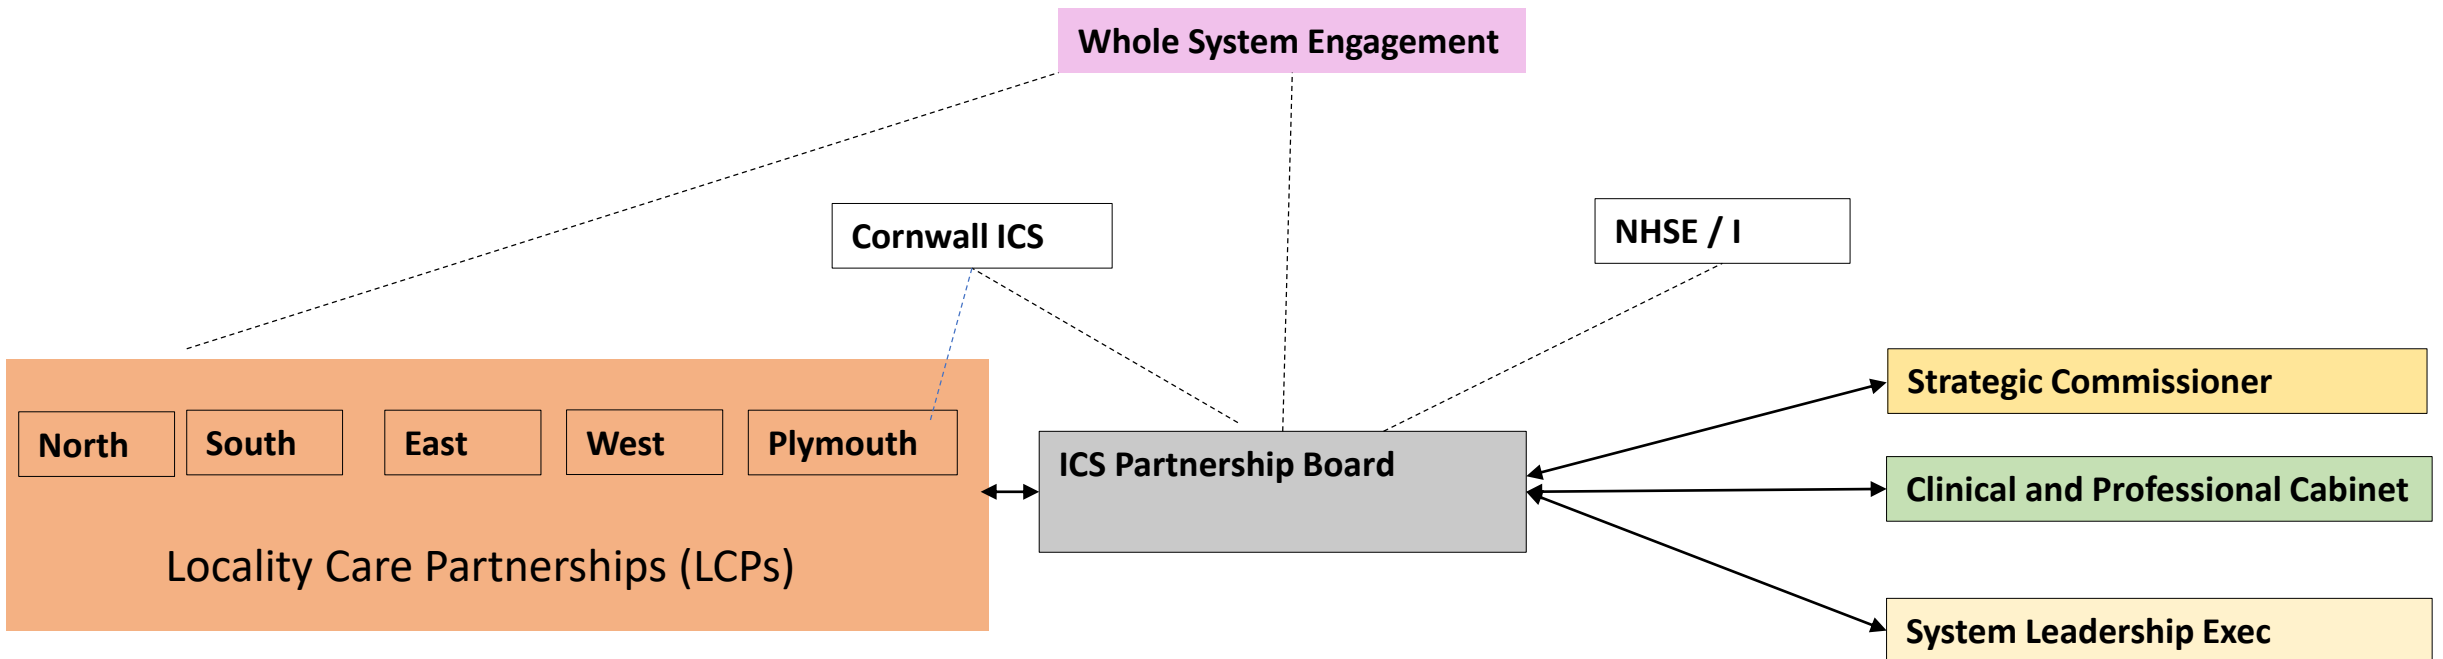 Whole System Engagement
Cornwall ICS
NHSE / I
Strategic Commissioner
North
South
East
West
Plymouth
ICS Partnership Board
Clinical and Professional Cabinet
Locality Care Partnerships (LCPs)
System Leadership Exec